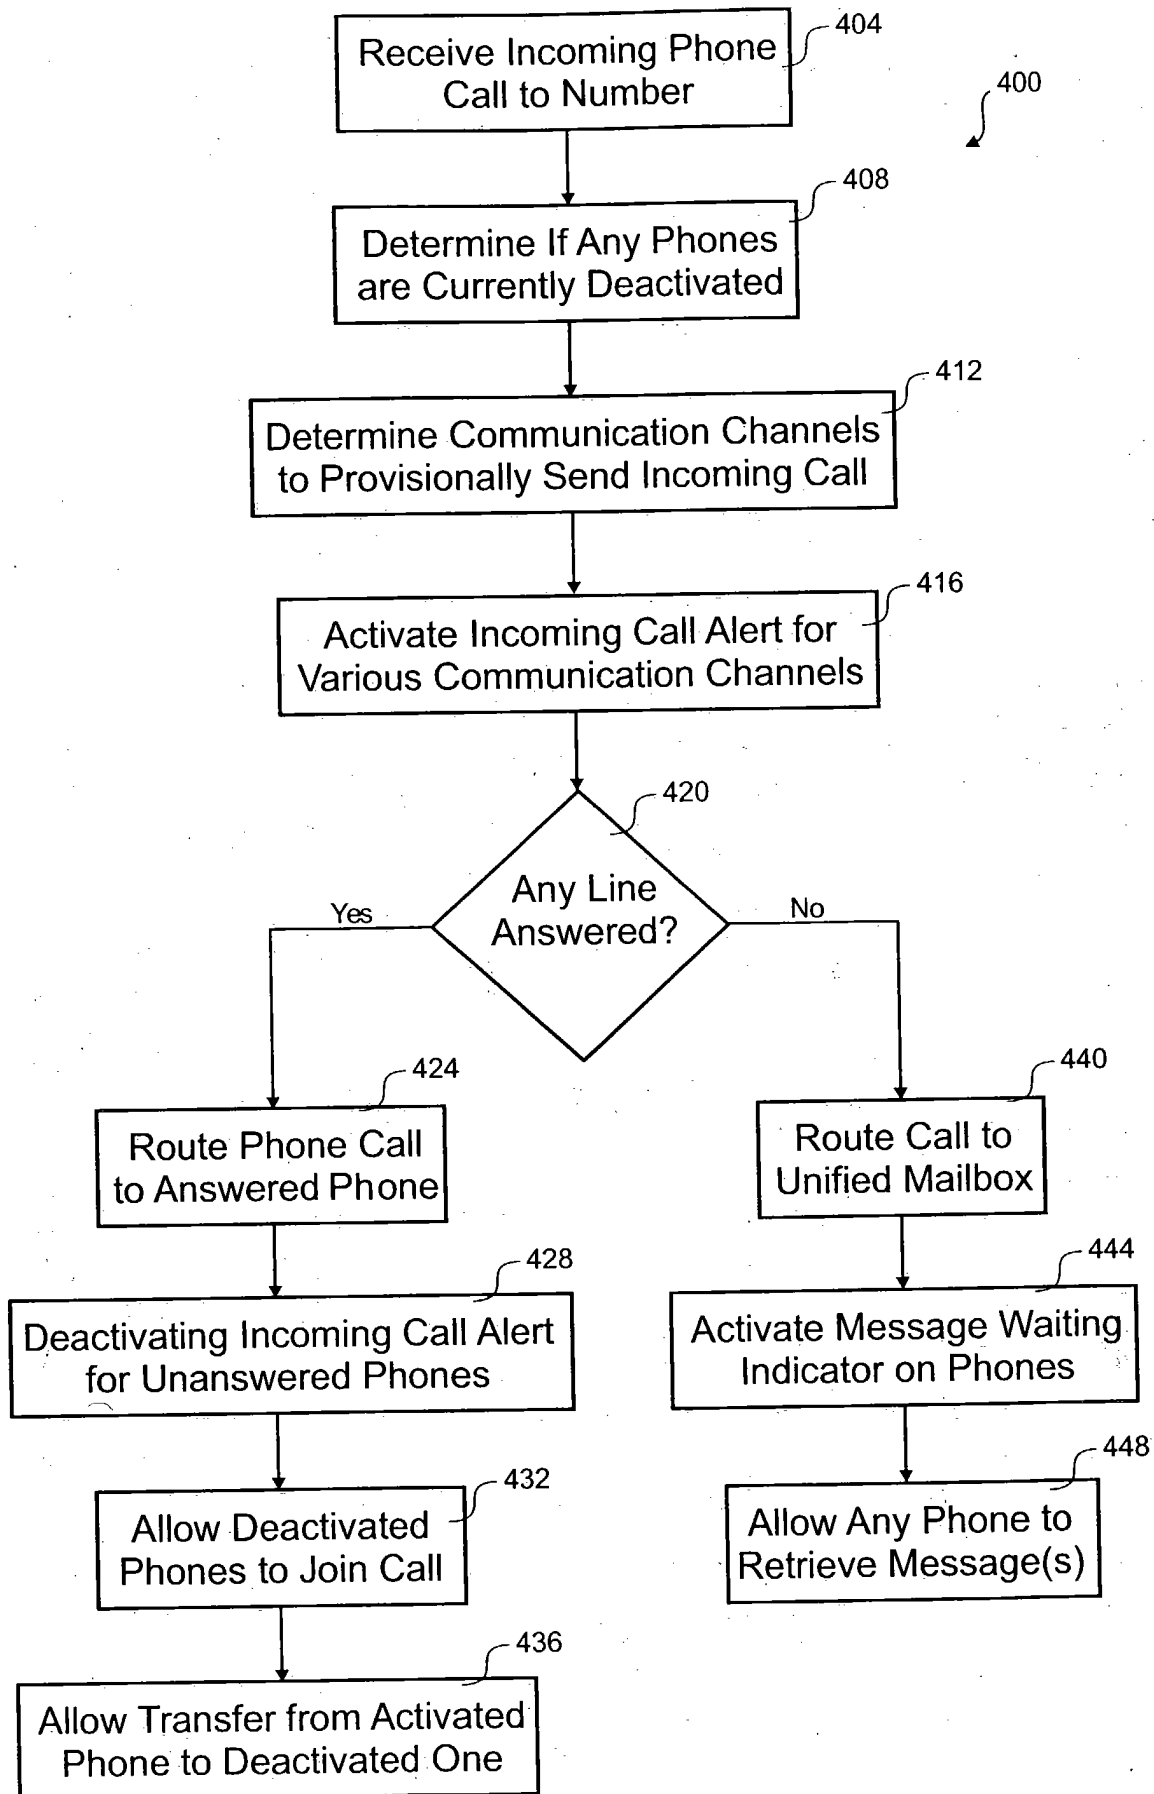 404
Receive Incoming Phone
Call to Number
400
408
Determine If Any Phones
are Currently Deactivated
412
Determine Communication Channels
to Provisionally Send Incoming Call
416
Activate Incoming Call Alert for
Various Communication Channels
420
Any Line
Answered?
Yes
No
424
Route Phone Call
to Answered Phone
428
Deactivating Incoming Call Alert
for Unanswered Phones
432
Allow Deactivated
Phones to Join Call
436
Allow Transfer from Activated
Phone to Deactivated One
440
Route Call to
Unified Mailbox
444
Activate Message Waiting
Indicator on Phones
448
Allow Any Phone to
Retrieve Message(s)